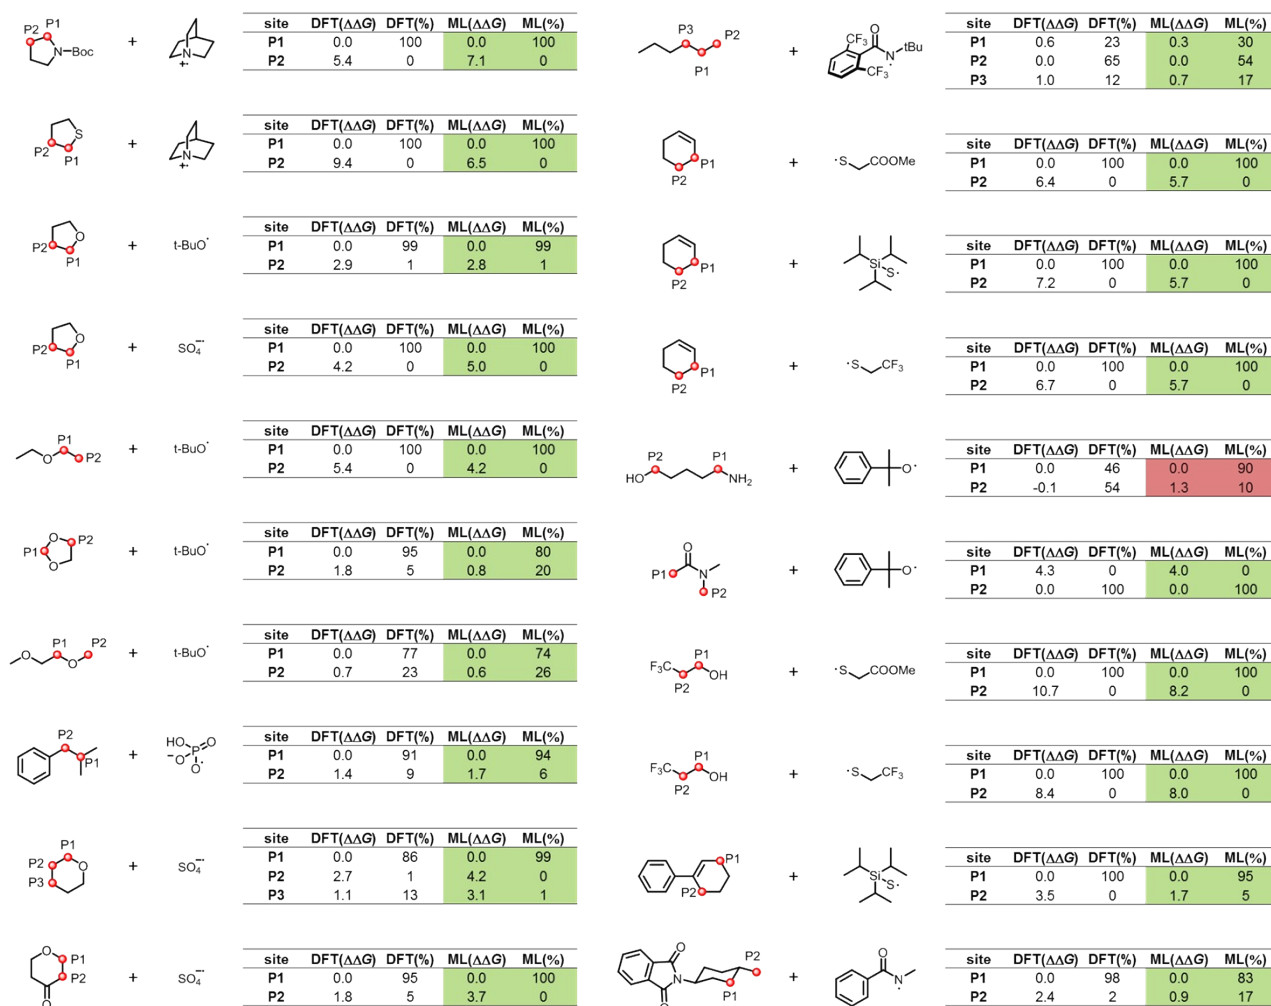 P2 P1
N Boc
+
N
+•
site DFT(ΔΔG) DFT(%) ML(ΔΔG) ML(%)
P1 0.0 100 0.0 100
P2 5.4 0 7.1 0
S
P2
P1
+
N
+•
site DFT(ΔΔG) DFT(%) ML(ΔΔG) ML(%)
P1 0.0 100 0.0 100
P2 9.4 0 6.5 0
O
P2
P1
+
t-BuO•
site DFT(ΔΔG) DFT(%) ML(ΔΔG) ML(%)
P1 0.0 99 0.0 99
P2 2.9 1 2.8 1
O
P2
P1
+
SO4−•
site DFT(ΔΔG) DFT(%) ML(ΔΔG) ML(%)
P1 0.0 100 0.0 100
P2 4.2 0 5.0 0
P1
O P2
+
t-BuO•
site DFT(ΔΔG) DFT(%) ML(ΔΔG) ML(%)
P1 0.0 100 0.0 100
P2 5.4 0 4.2 0
O P2
P1
O
+
t-BuO•
site DFT(ΔΔG) DFT(%) ML(ΔΔG) ML(%)
P1 0.0 95 0.0 80
P2 1.8 5 0.8 20
P1 P2
O O
+
t-BuO•
site DFT(ΔΔG) DFT(%) ML(ΔΔG) ML(%)
P1 0.0 77 0.0 74
P2 0.7 23 0.6 26
P2
P1
+
HO O
P
−O O•
site DFT(ΔΔG) DFT(%) ML(ΔΔG) ML(%)
P1 0.0 91 0.0 94
P2 1.4 9 1.7 6
P1
P2 O
P3
+
SO4−•
site DFT(ΔΔG) DFT(%) ML(ΔΔG) ML(%)
P1 0.0 86 0.0 99
P2 2.7 1 4.2 0
P3 1.1 13 3.1 1
O P1
P2
O
+
SO4−•
site DFT(ΔΔG) DFT(%) ML(ΔΔG) ML(%)
P1 0.0 95 0.0 100
P2 1.8 5 3.7 0
P3 P2
P1
+
CF3 O
N tBu
CF3
site DFT(ΔΔG) DFT(%) ML(ΔΔG) ML(%)
P1 0.6 23 0.3 30
P2 0.0 65 0.0 54
P3 1.0 12 0.7 17
P1
P2
+
•S COOMe
site DFT(ΔΔG) DFT(%) ML(ΔΔG) ML(%)
P1 0.0 100 0.0 100
P2 6.4 0 5.7 0
P1
P2
+
Si S•
site DFT(ΔΔG) DFT(%) ML(ΔΔG) ML(%)
P1 0.0 100 0.0 100
P2 7.2 0 5.7 0
P1
P2
+
•S CF3
site DFT(ΔΔG) DFT(%) ML(ΔΔG) ML(%)
P1 0.0 100 0.0 100
P2 6.7 0 5.7 0
P2 P1
HO NH2
+
O•
site DFT(ΔΔG) DFT(%) ML(ΔΔG) ML(%)
P1 0.0 46 0.0 90
P2 -0.1 54 1.3 10
O
P1 N
P2
+
O•
site DFT(ΔΔG) DFT(%) ML(ΔΔG) ML(%)
P1 4.3 0 4.0 0
P2 0.0 100 0.0 100
P1
F3C OH
P2
+
•S COOMe
site DFT(ΔΔG) DFT(%) ML(ΔΔG) ML(%)
P1 0.0 100 0.0 100
P2 10.7 0 8.2 0
P1
F3C OH
P2
+
•S CF3
site DFT(ΔΔG) DFT(%) ML(ΔΔG) ML(%)
P1 0.0 100 0.0 100
P2 8.4 0 8.0 0
P1
P2
+
Si S•
site DFT(ΔΔG) DFT(%) ML(ΔΔG) ML(%)
P1 0.0 100 0.0 95
P2 3.5 0 1.7 5
O P2
N
O P1
+
O
N•
site DFT(ΔΔG) DFT(%) ML(ΔΔG) ML(%)
P1 0.0 98 0.0 83
P2 2.4 2 0.9 17